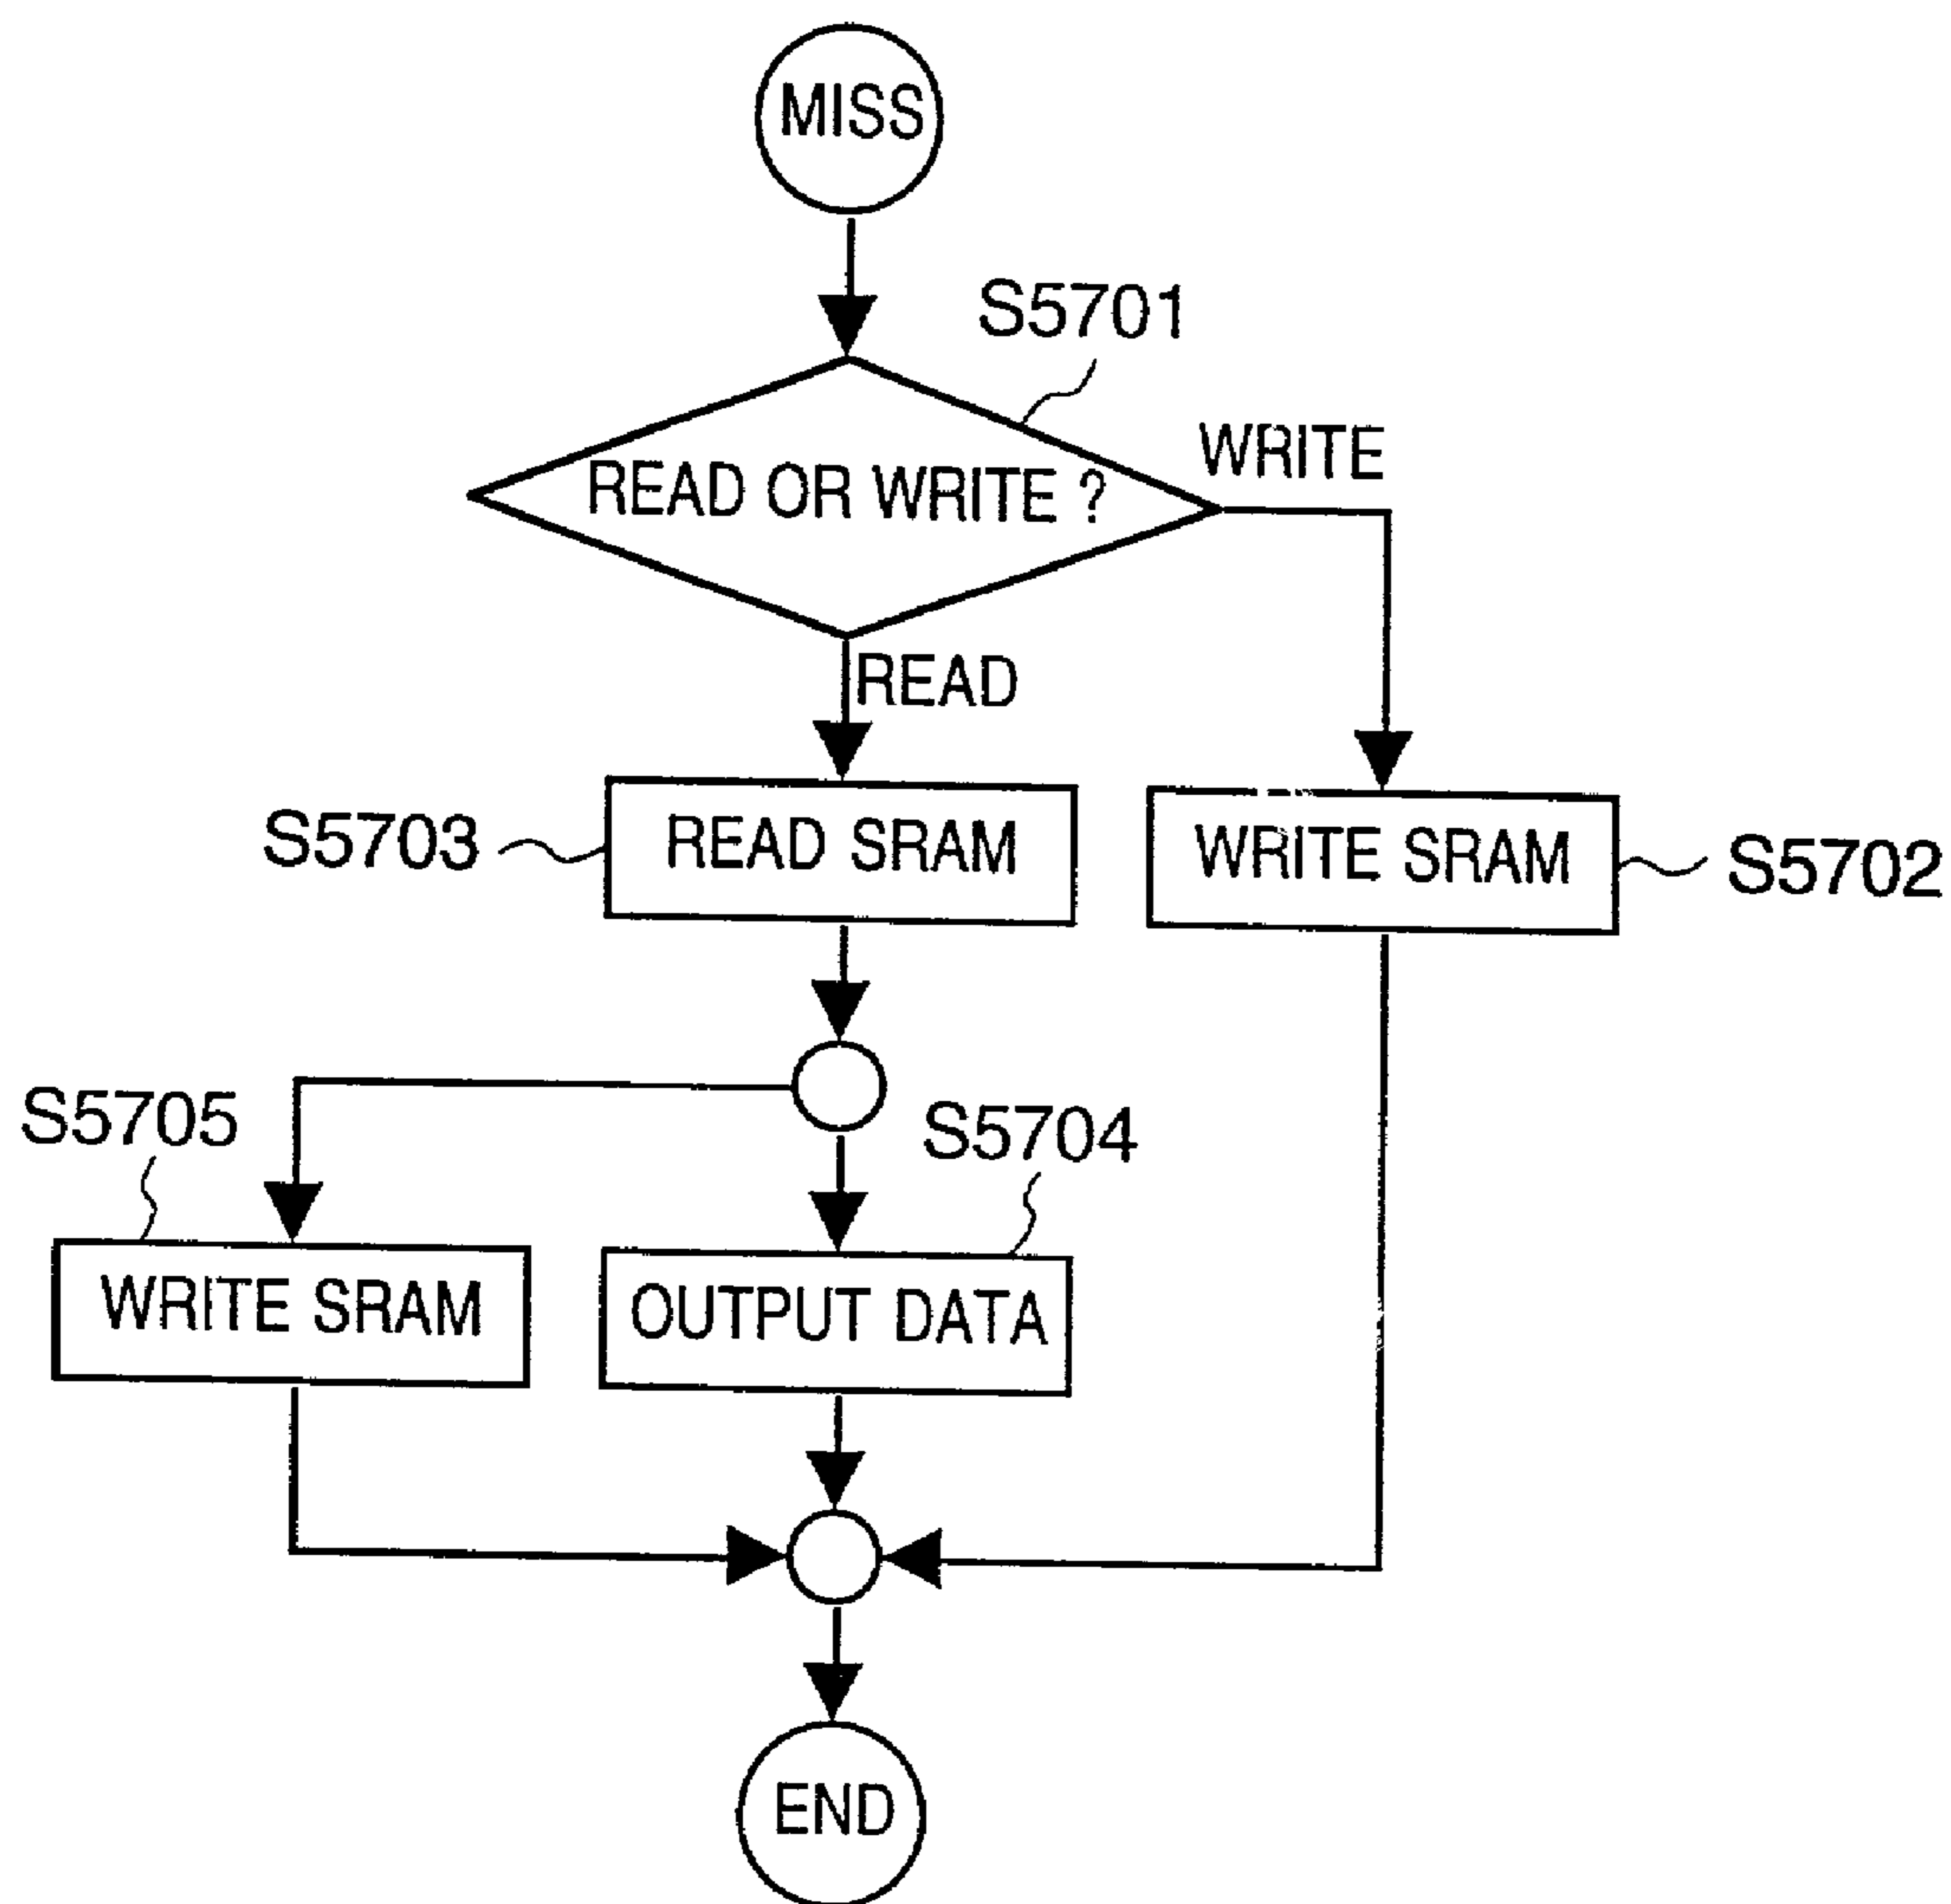 MISS
S5701
READ OR WRITE ?
WRITE
READ
S5703
READ SRAM
WRITE SRAM
S5702
S5705
S5704
WRITE SRAM
OUTPUT DATA
END